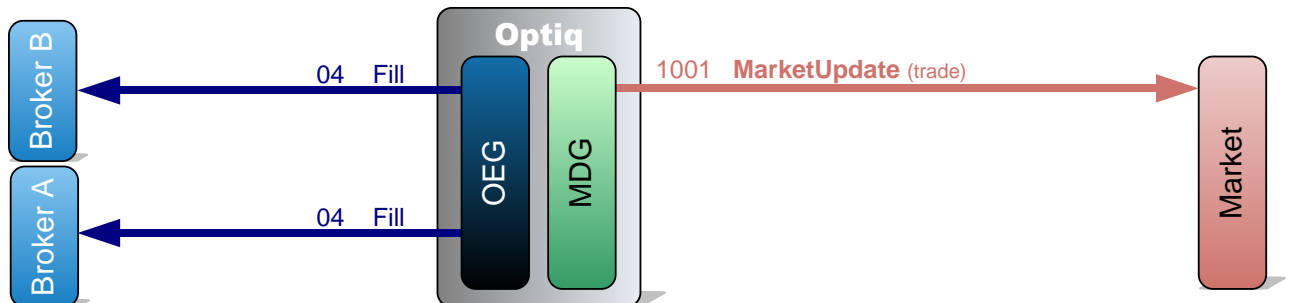 Optiq
Broker B
04 Fill
1001 MarketUpdate (trade)
OEG
MDG
Market
Broker A
04 Fill